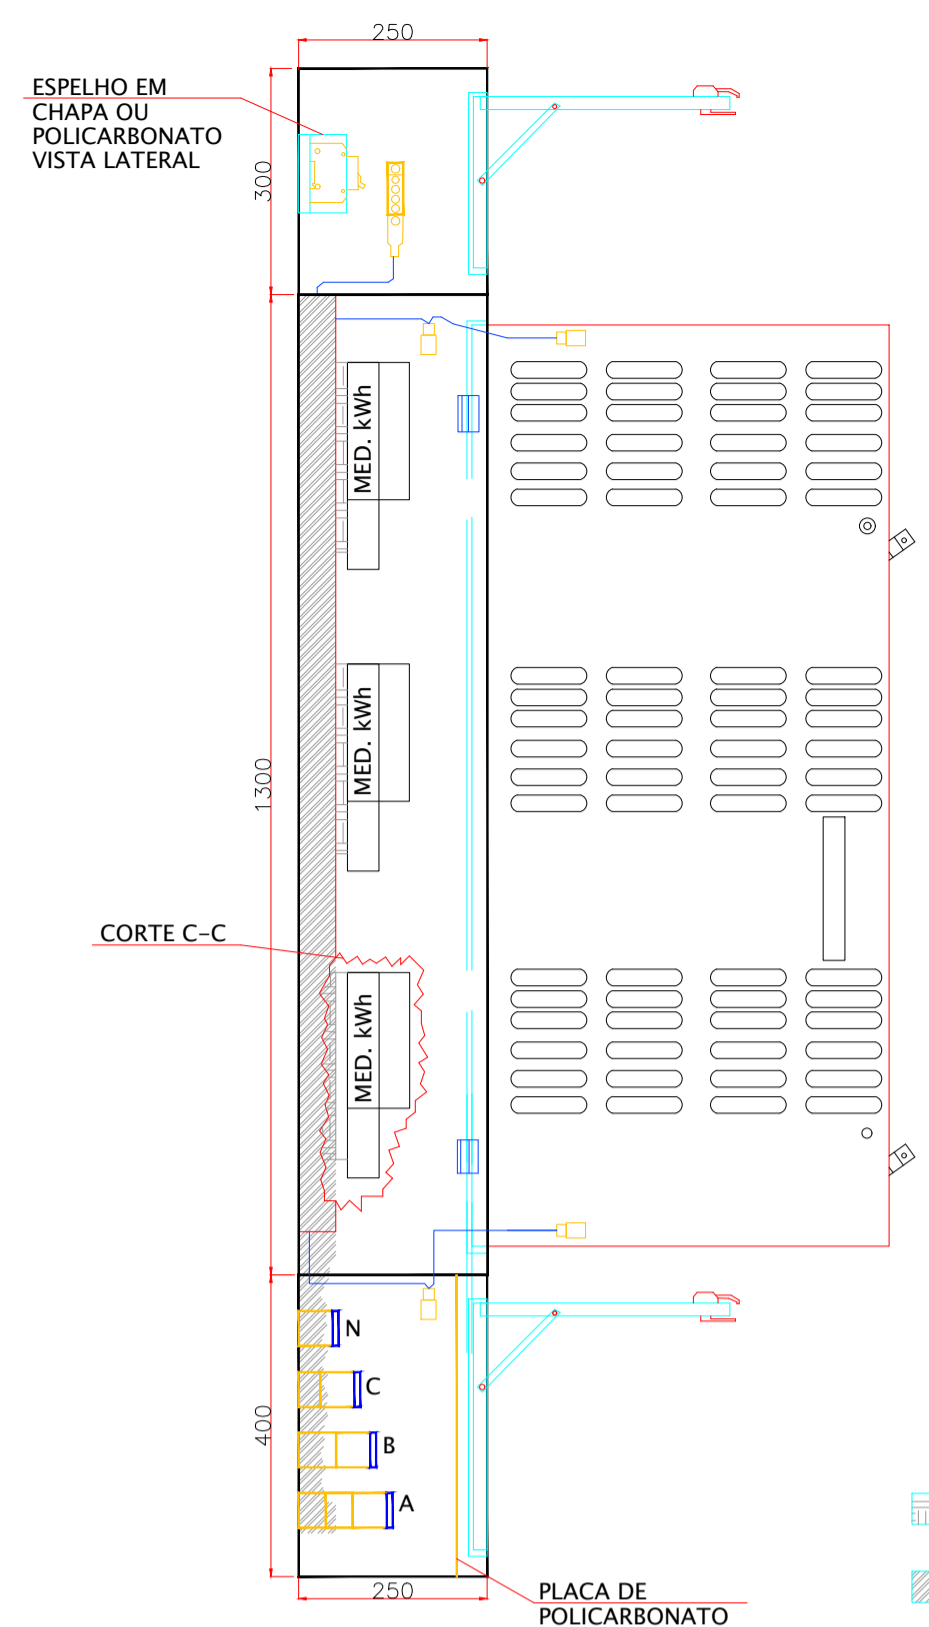 250
ESPELHO EM
CHAPA OU
POLICARBONATO
VISTA LATERAL
300
MED. kWh
MED. kWh
1300
CORTE C-C
MED. kWh
N
C
B
A
400
250
PLACA DE
POLICARBONATO